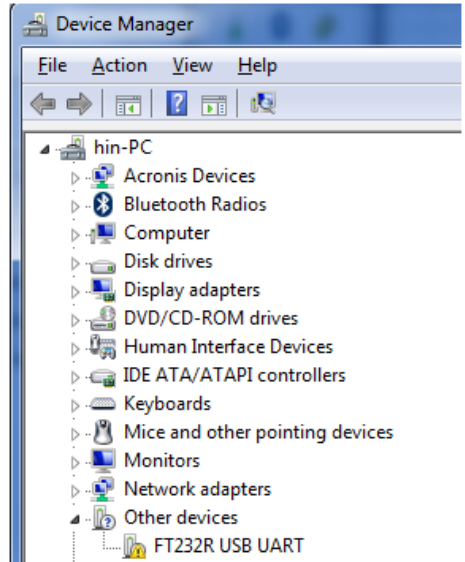 Device Manager
File Action View Help
hin-PC
Acronis Devices
Bluetooth Radios
Computer
Disk drives
Display adapters
DVD/CD-ROM drives
Human Interface Devices
IDE ATA/ATAPI controllers
Keyboards
Mice and other pointing devices
Monitors
Network adapters
Other devices
FT232R USB UART